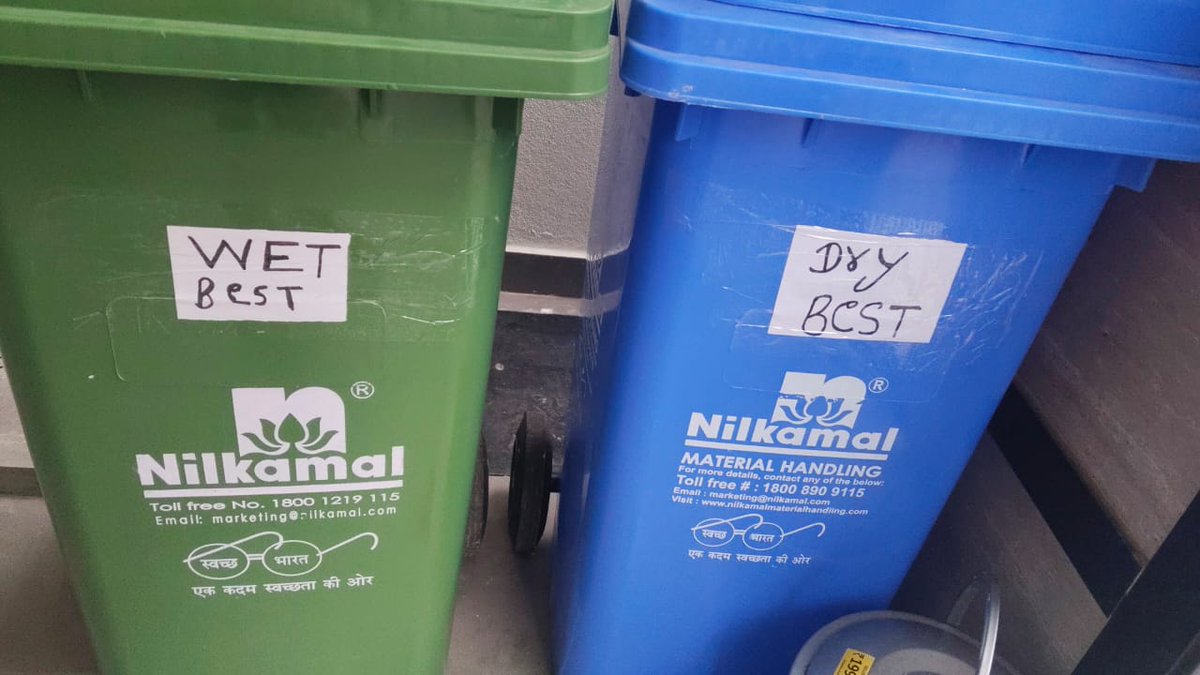 WET
BEST
®
Nilkamal
Toll free No. 1800 1219 115
Email: marketing@nilkamal.com
स्वच्छ भारत
एक कदम स्वच्छता की ओर
Dry
BEST
®
Nilkamal
MATERIAL HANDLING
For more details, contact any of the below:
Toll free # : 1800 890 9115
Email : marketing@nilkamal.com
Visit : www.nilkamalmaterialhandling.com
स्वच्छ भारत
एक कदम स्वच्छता की ओर